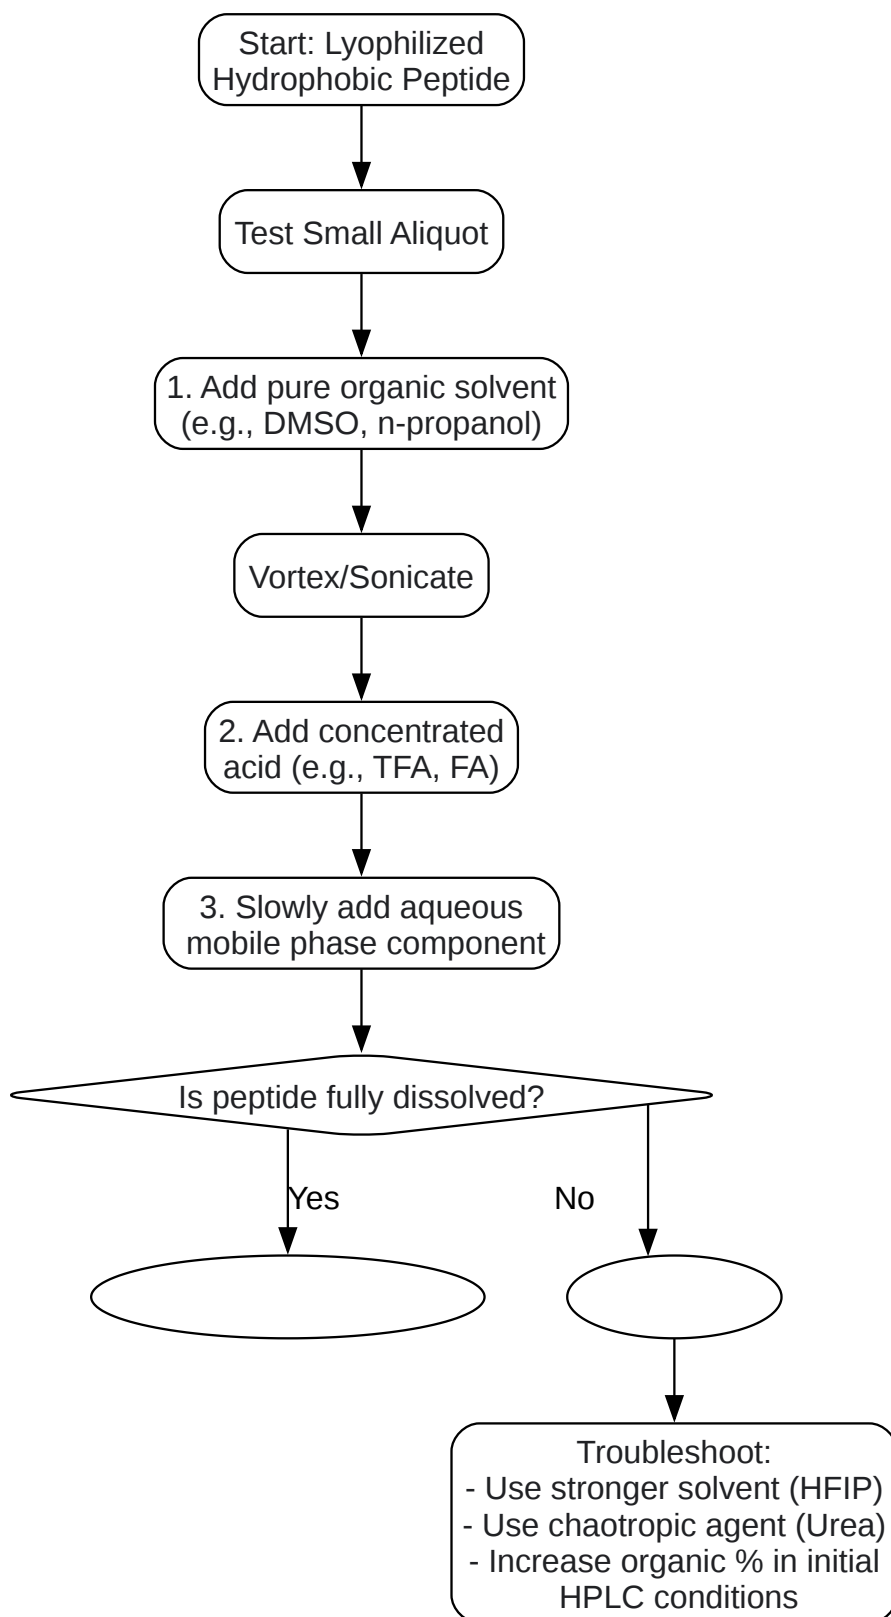 Start: Lyophilized
Hydrophobic Peptide
Test Small Aliquot
1. Add pure organic solvent
(e.g., DMSO, n-propanol)
Vortex/Sonicate
2. Add concentrated
acid (e.g., TFA, FA)
3. Slowly add aqueous
mobile phase component
Is peptide fully dissolved?
Yes
No
Troubleshoot:
- Use stronger solvent (HFIP)
- Use chaotropic agent (Urea)
- Increase organic % in initial
HPLC conditions